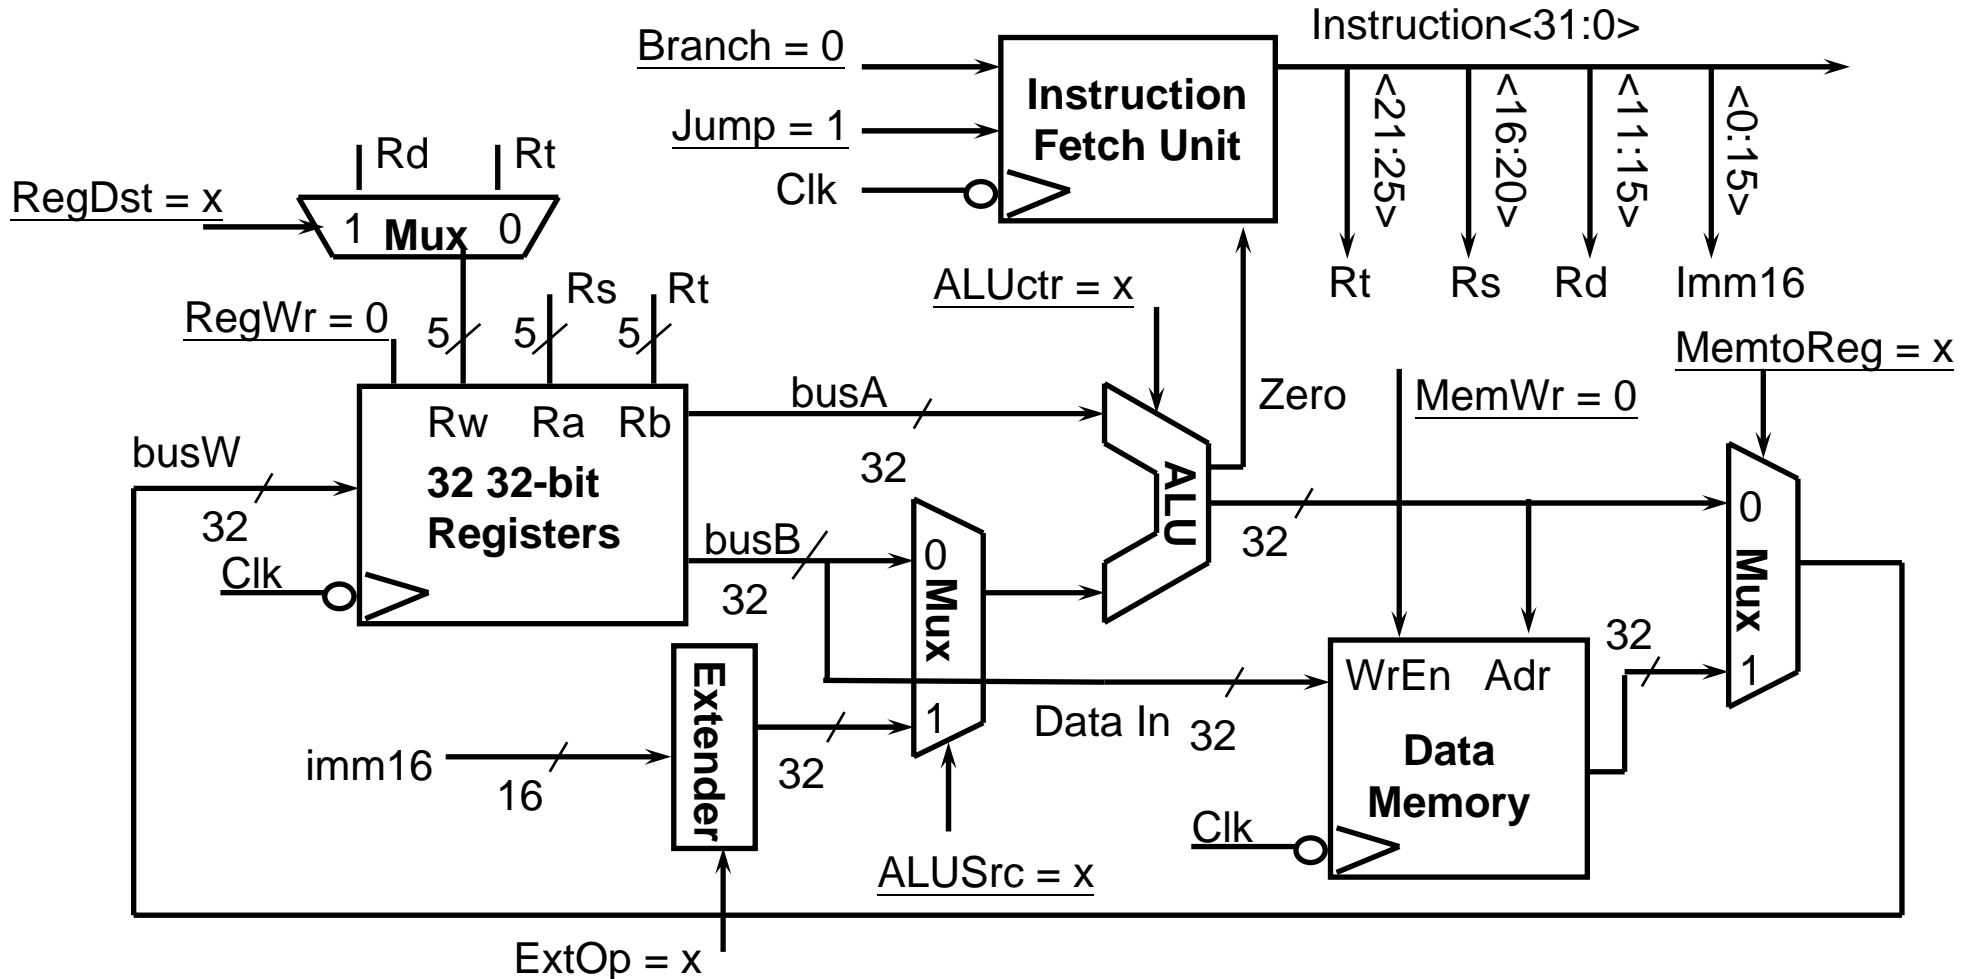 Instruction<31:0>
Branch = 0
Jump = 1
Clk
Instruction
Fetch Unit
<21:25>
<16:20>
<11:15>
<0:15>
Rt
Rs
Rd
Imm16
Rd
Rt
RegDst = x
1
Mux
0
RegWr = 0
5
5
Rs
5
Rt
ALUctr = x
Zero
MemWr = 0
MemtoReg = x
busW
32
Clk
Rw
Ra
Rb
32 32-bit
Registers
busA
32
busB
32
0
Mux
1
ALU
32
0
Mux
1
Extender
imm16
16
32
ALUSrc = x
ExtOp = x
Data In
32
WrEn
Adr
Data
Memory
Clk
32